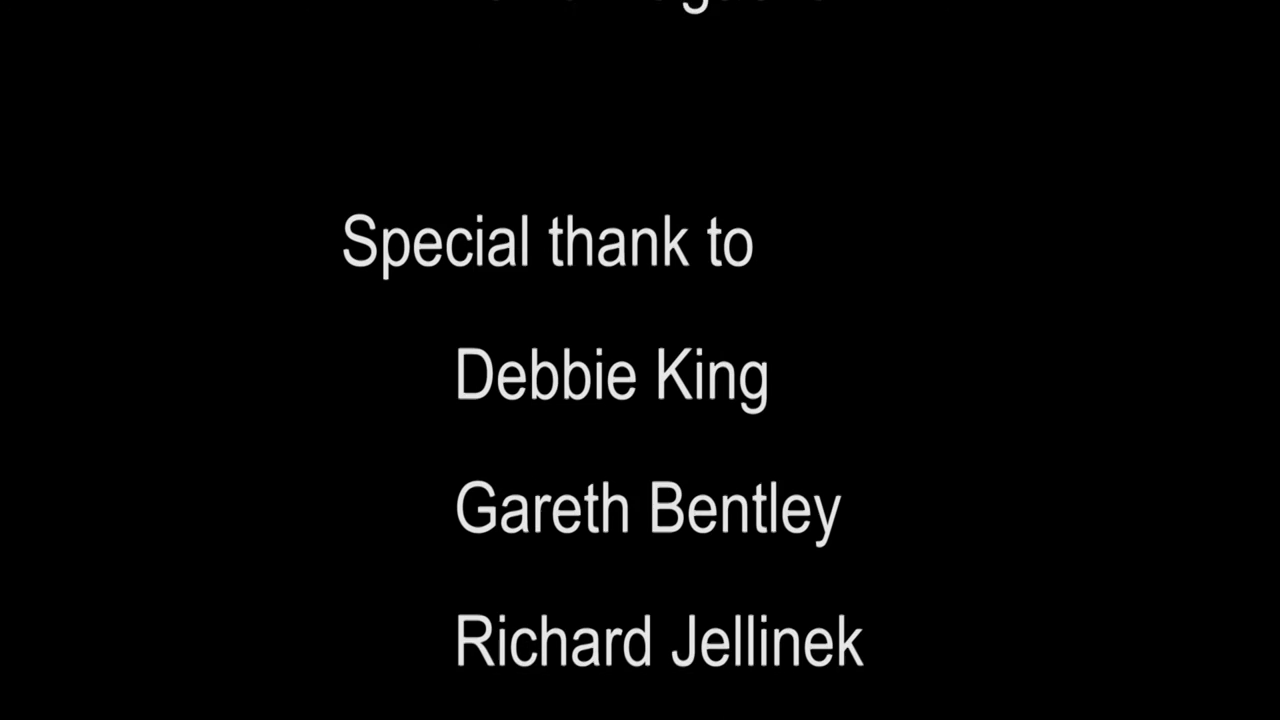 Special thank to
Debbie King
Gareth Bentley
Richard Jellinek